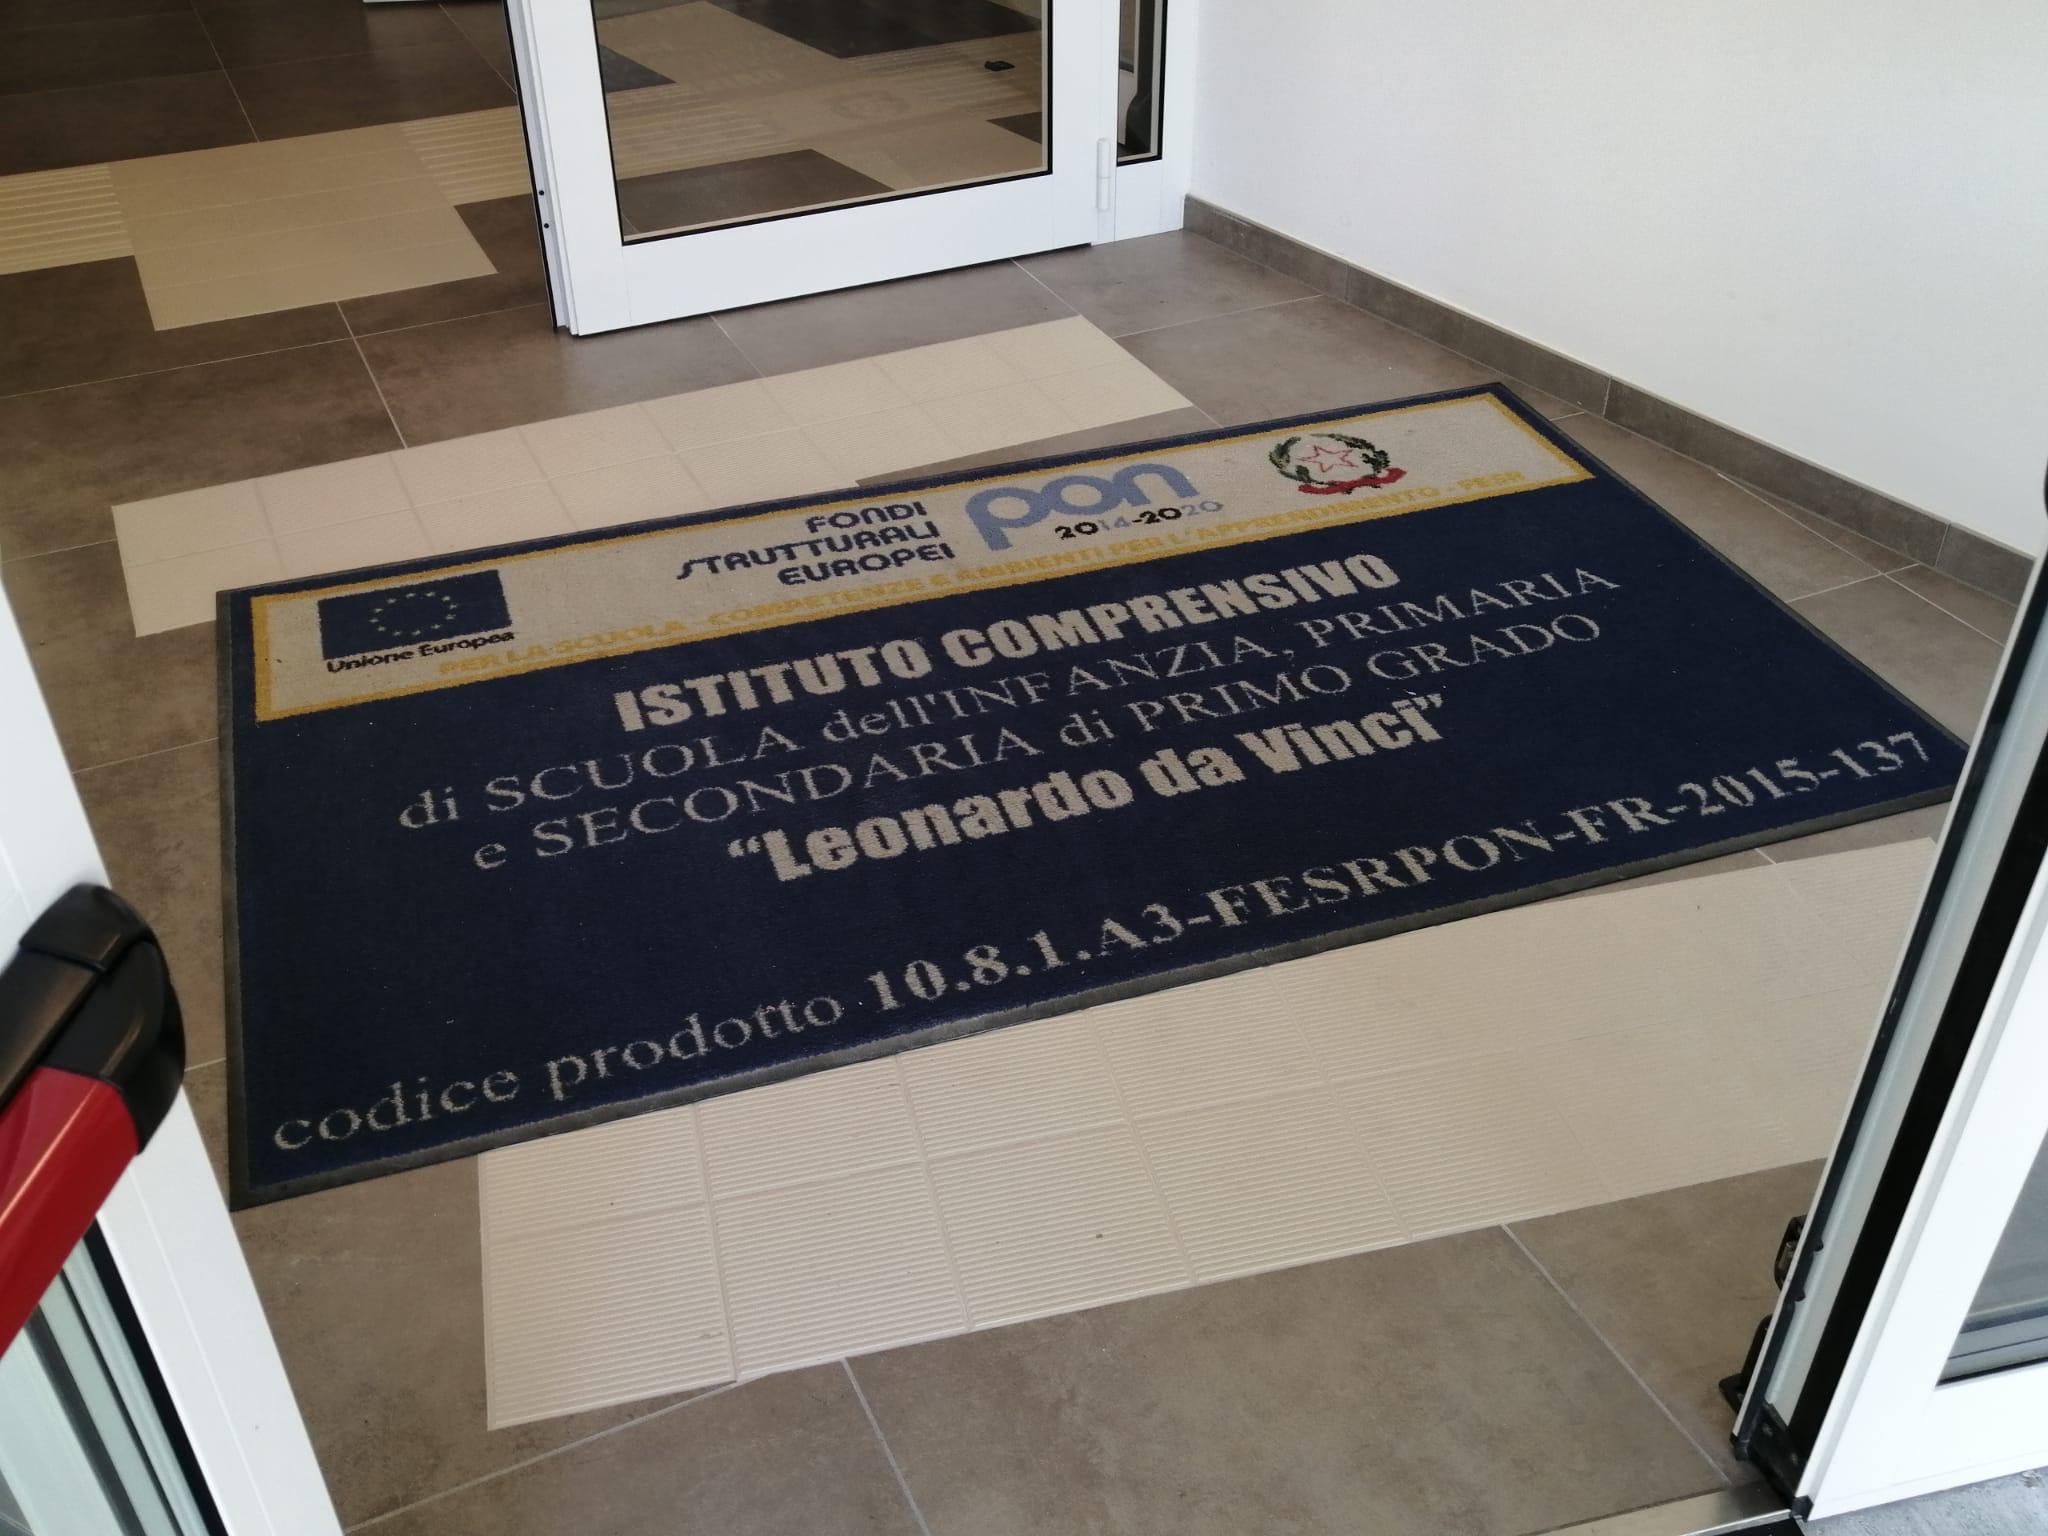 Unione Europea
FONDI
STRUTTURALI
EUROPEI
pon
2014-2020
PER LA SCUOLA - COMPETENZE E AMBIENTI PER L'APPRENDIMENTO - FESR
ISTITUTO COMPRENSIVO
di SCUOLA dell'INFANZIA, PRIMARIA
e SECONDARIA di PRIMO GRADO
“Leonardo da Vinci”
codice prodotto 10.8.1.A3-FESRPON-FR-2015-137